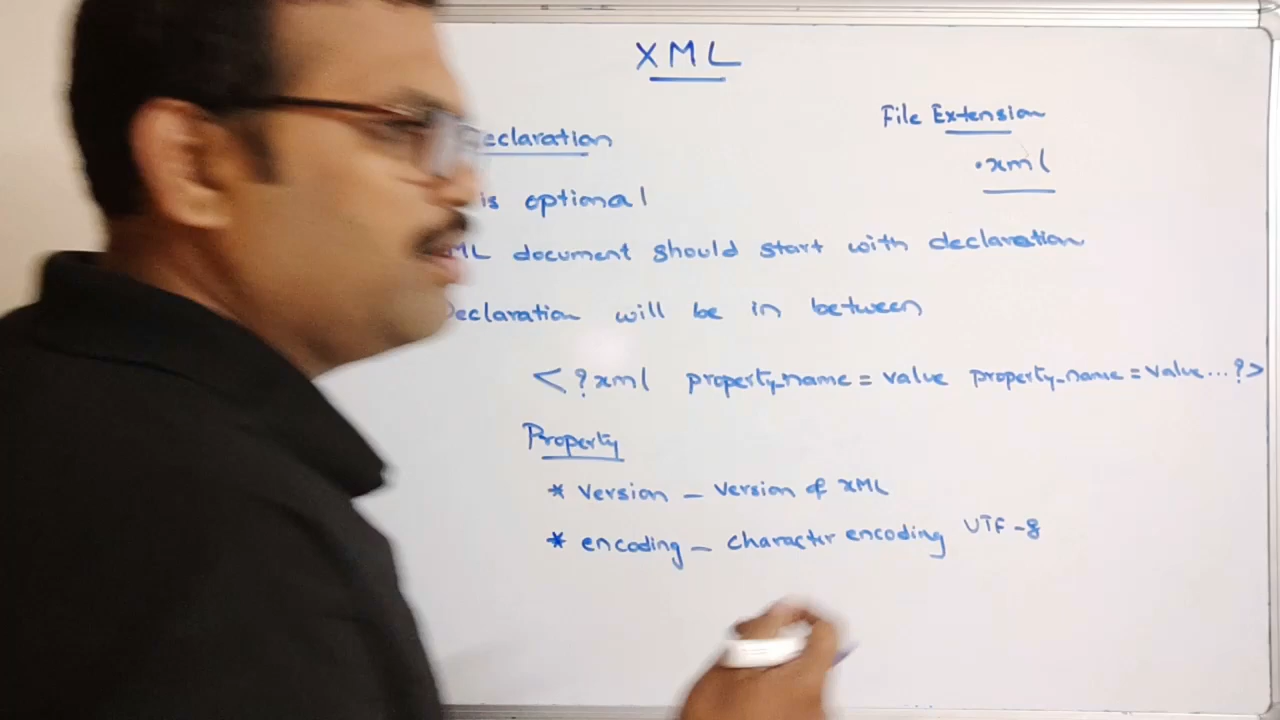 XML
File Extension
.xml
eclaration
is optional
ML document should start with declaration
eclaration will be in between
<?xml property_name = value property_name = value...?>
Property
* Version - Version of XML
* encoding - character encoding UTF-8